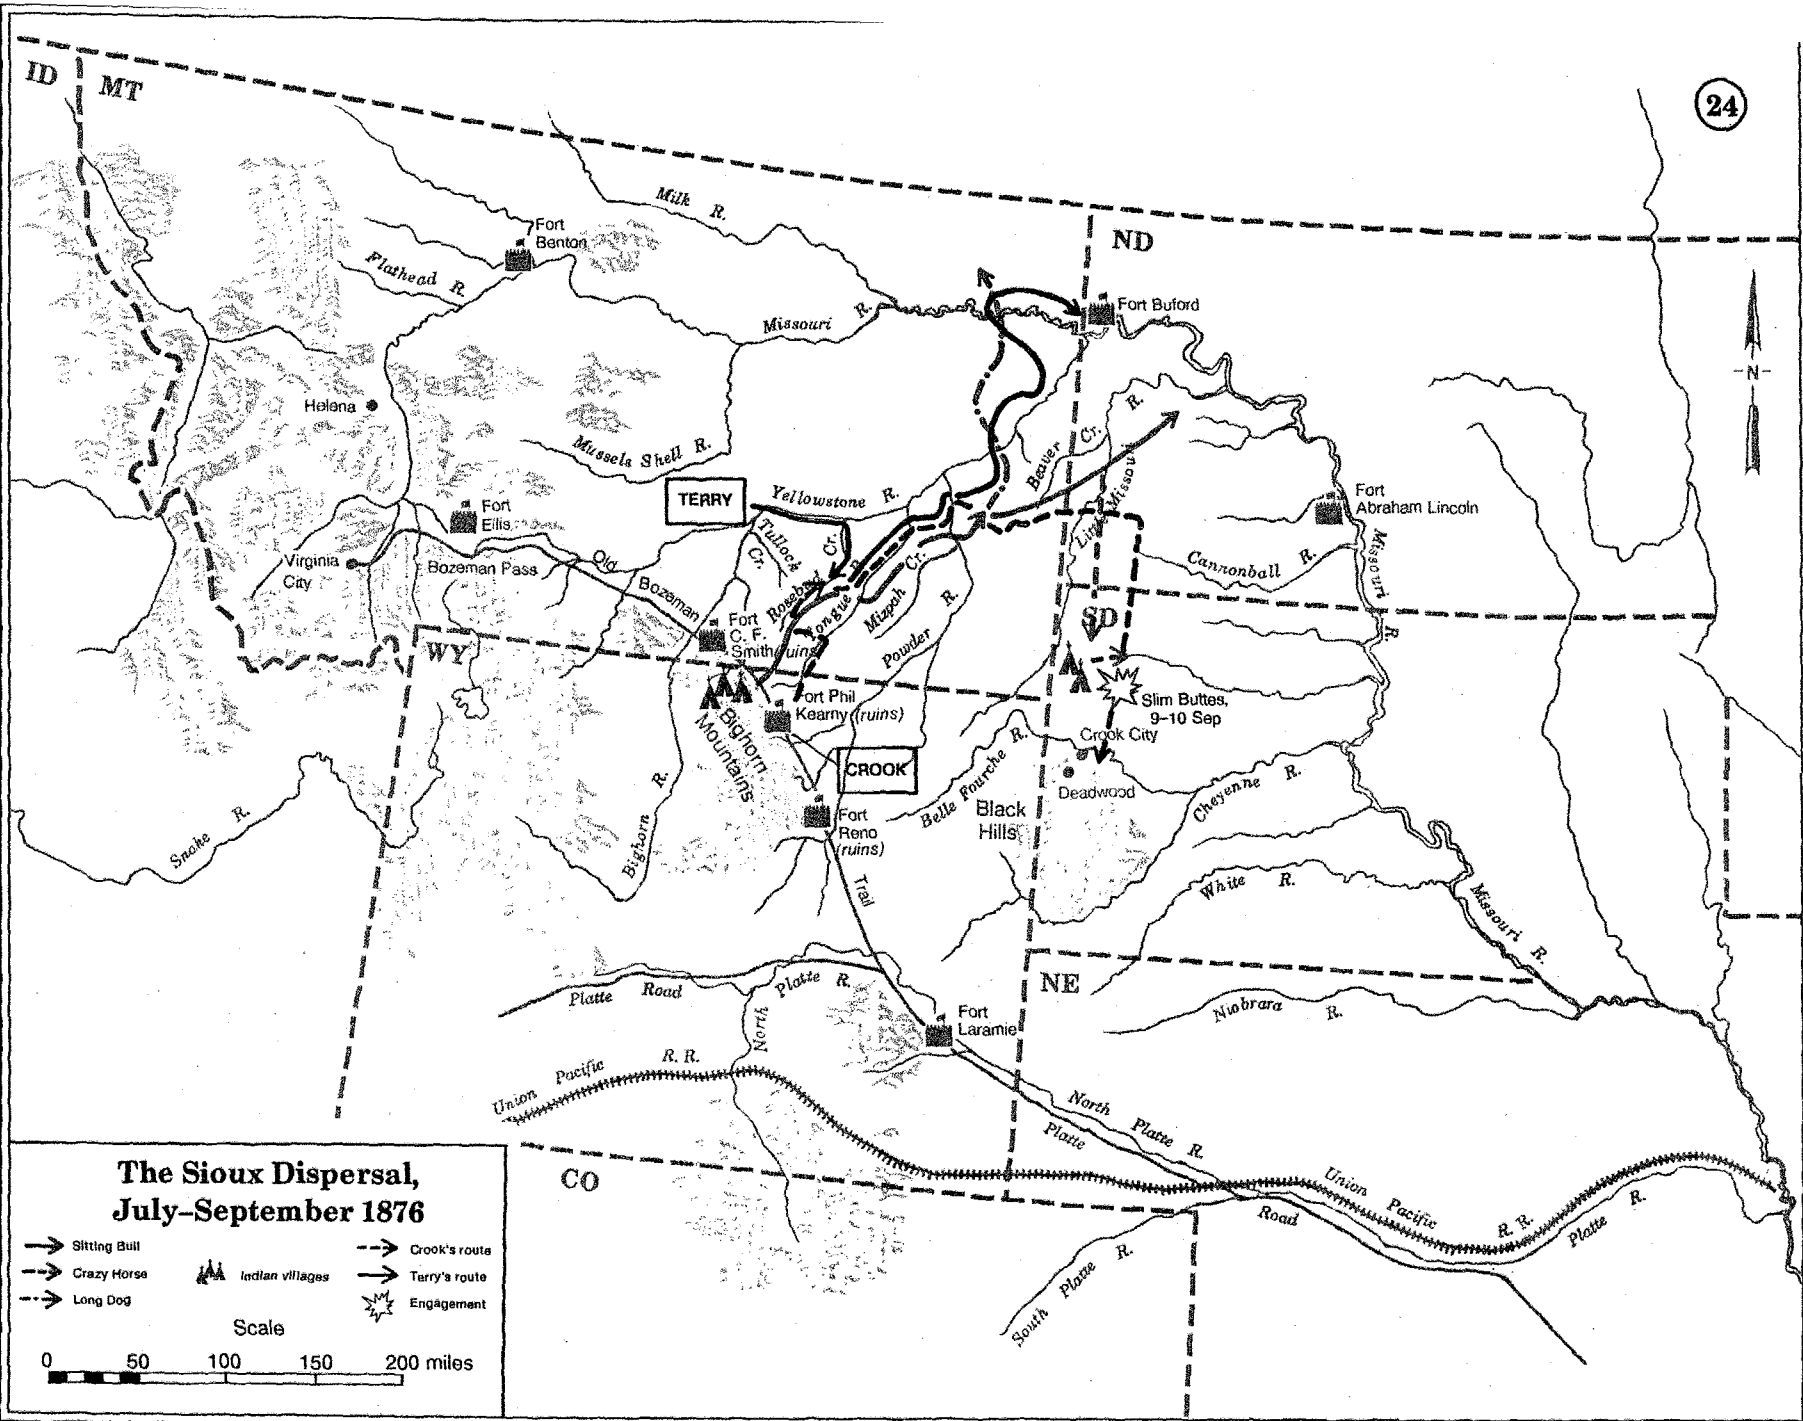 ID
MT
24
Milk R.
ND
Fort
Benton
Flathead R.
Missouri R.
Fort Buford
N
Helena
R.
Mussels Shell R.
Beaver Cr.
TERRY
Yellowstone R.
Fort
Ellis
Tullock
Cr.
Cr.
Fort
Abraham Lincoln
Missouri
R.
Virginia
City
Bozeman Pass
Old
Bozeman
Cr.
Rosebud
Tongue
Mizpah
Powder
R.
Cannonball R.
SD
WY
Fort
C. F.
Smith
Fort Phil
Kearny (ruins)
Slim Buttes,
9–10 Sep
Crook City
Bighorn
Mountains
CROOK
Belle Fourche R.
Deadwood
Cheyenne R.
Black
Hills
Fort
Reno
(ruins)
Snake R.
Bighorn R.
Trail
White R.
Missouri R.
Platte Road
Platte R.
North
NE
Niobrara R.
Fort
Laramie
Union Pacific R. R.
North Platte R.
Platte
Road
CO
Union Pacific R. R.
Platte R.
South Platte R.
The Sioux Dispersal,
July–September 1876
Sitting Bull
Crazy Horse
Long Dog
Indian villages
Crook's route
Terry's route
Engagement
Scale
0 50 100 150 200 miles